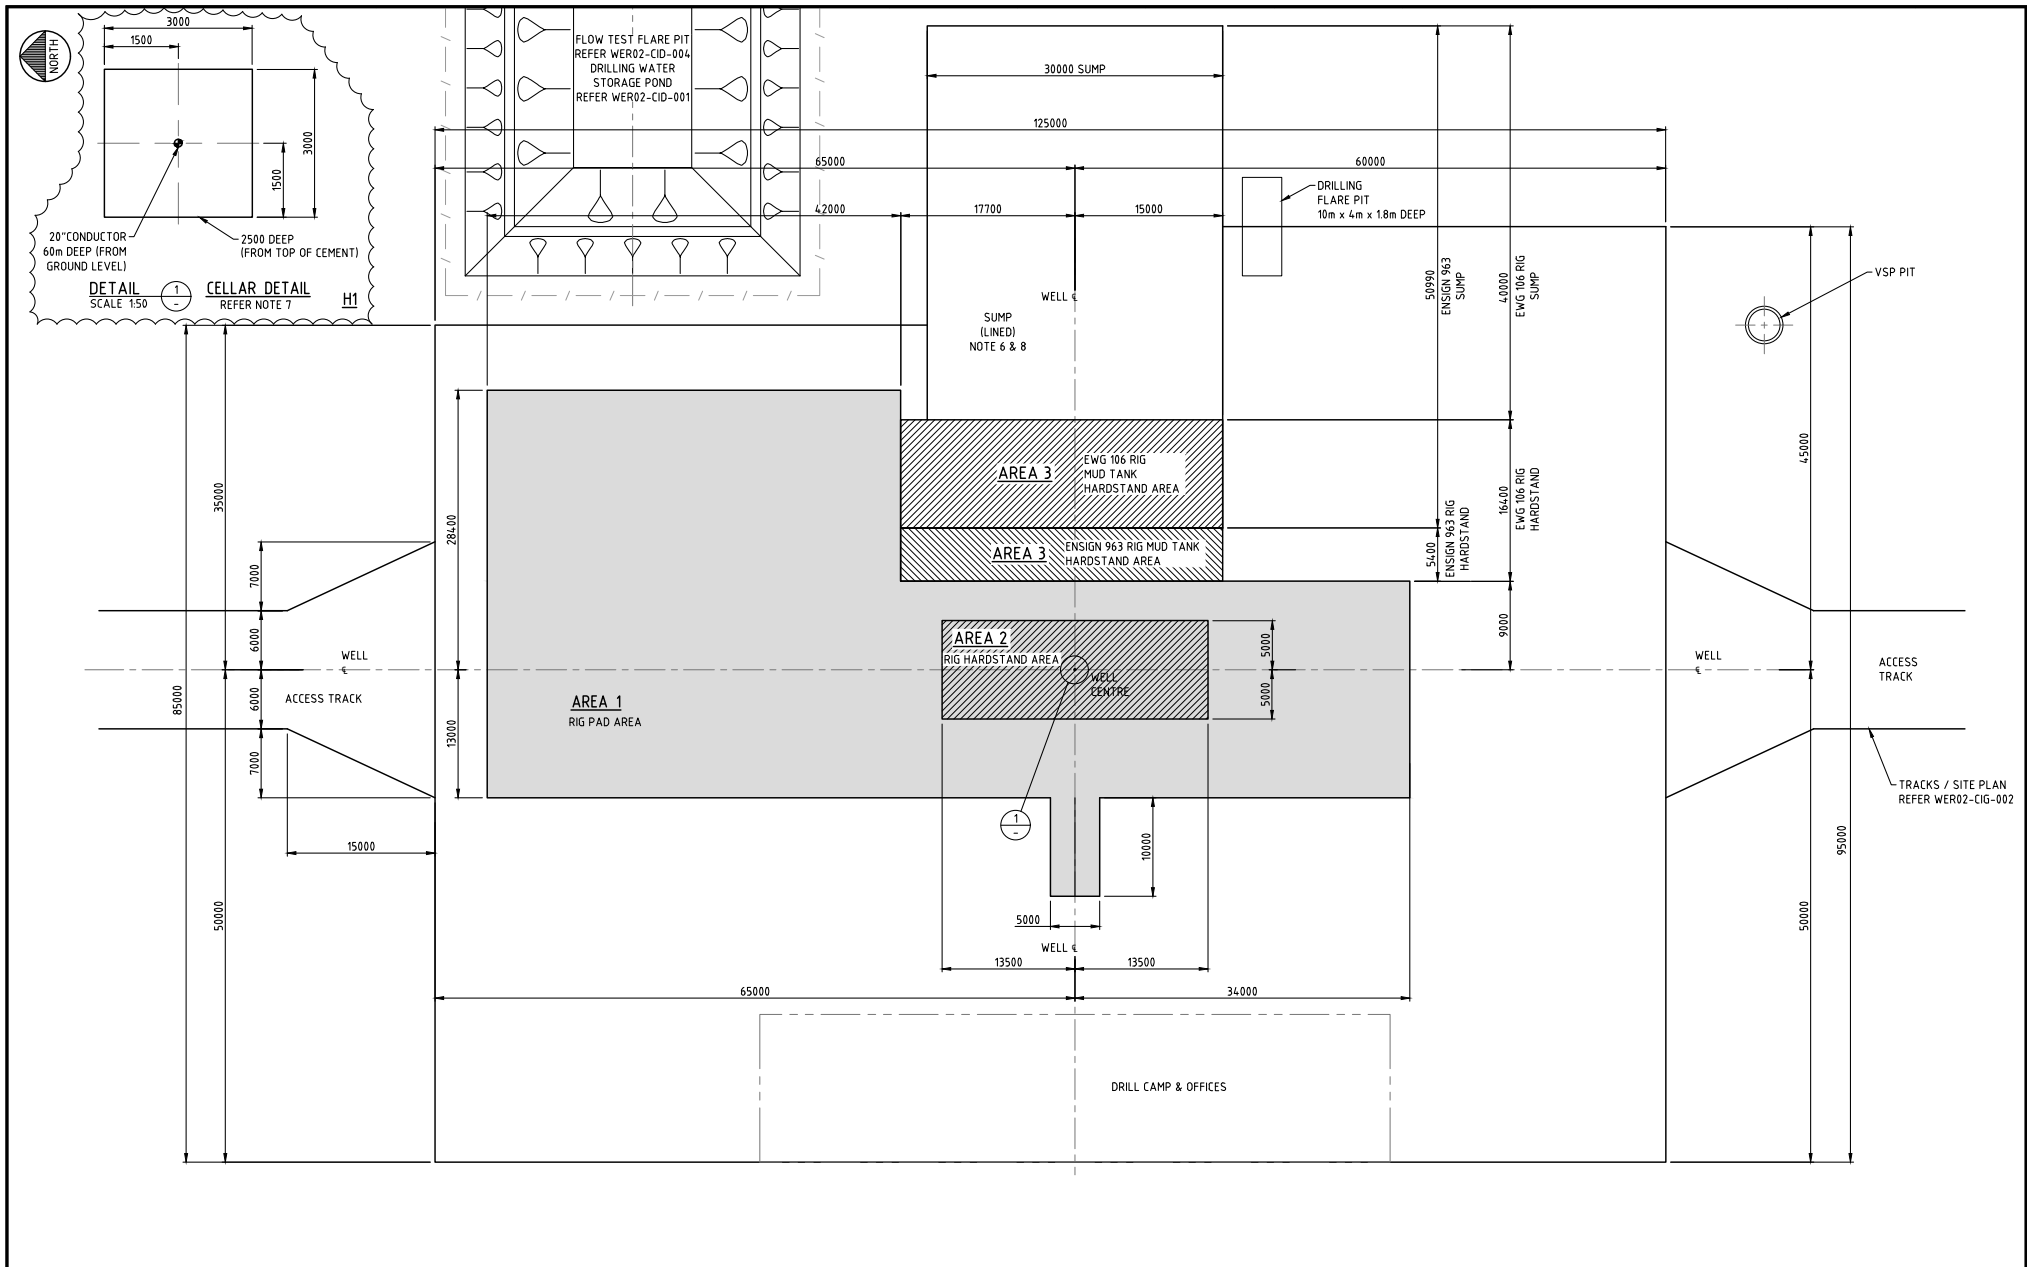 NORTH
3000
1500
3000
1500
20"CONDUCTOR
60m DEEP (FROM
GROUND LEVEL)
2500 DEEP
(FROM TOP OF CEMENT)
DETAIL
SCALE 1:50
1
-
CELLAR DETAIL
REFER NOTE 7
H1
FLOW TEST FLARE PIT
REFER WER02-CID-004
DRILLING WATER
STORAGE POND
REFER WER02-CID-001
30000 SUMP
125000
65000
60000
42000
17700
15000
DRILLING
FLARE PIT
10m x 4m x 1.8m DEEP
WELL ℄
SUMP
(LINED)
NOTE 6 & 8
50990
ENSIGN 963
SUMP
40000
EWG 106 RIG
SUMP
VSP PIT
35000
28400
AREA 3
EWG 106 RIG
MUD TANK
HARDSTAND AREA
AREA 3
ENSIGN 963 RIG MUD TANK
HARDSTAND AREA
5400
ENSIGN 963 RIG
HARDSTAND
16400
EWG 106 RIG
HARDSTAND
45000
7000
6000
WELL
℄
6000
7000
ACCESS TRACK
85000
9000
AREA 2
RIG HARDSTAND AREA
WELL
CENTRE
5000
5000
WELL
℄
ACCESS
TRACK
AREA 1
RIG PAD AREA
13000
TRACKS / SITE PLAN
REFER WER02-CIG-002
1
-
15000
10000
95000
50000
5000
50000
WELL ℄
13500
13500
65000
34000
DRILL CAMP & OFFICES